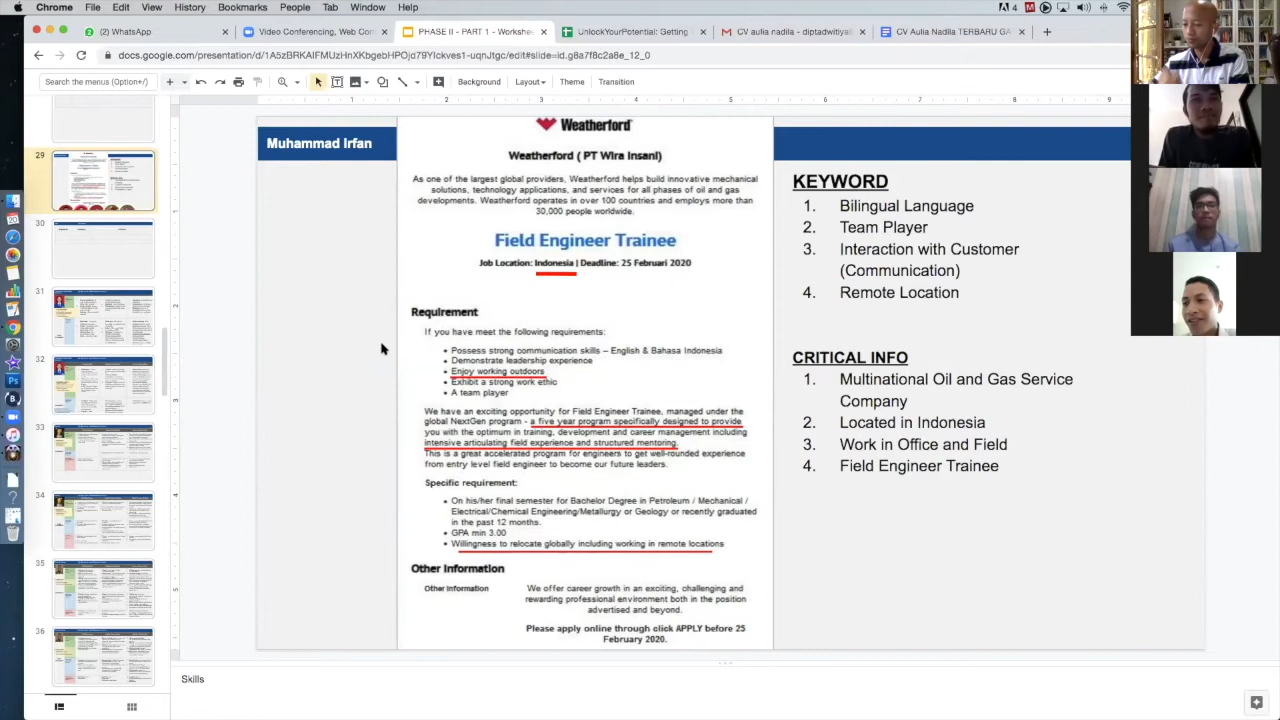 Chrome File Edit View History Bookmarks People Tab Window Help
4
(2) WhatsApp
Video Conferencing, Web Con
PHASE II - PART 1 - Workshee
UnlockYourPotential: Getting
CV aulia nadilla - diptadwitiya
CV Aulia Nadilla TERBARU GA
docs.google.com/presentation/d/1A5zBRKAIFMUzHnXKbgebHPOjd79YIckves1-uqnJtgc/edit#slide=id.g8a7f8c2a8e_12_0
Search the menus (Option+/)
Background Layout Theme Transition
1 2 3 4 5 6 7 8 9
Muhammad Irfan
Weatherford
Weatherford ( PT Wira Insani)
As one of the largest global providers, Weatherford helps build innovative mechanical
solutions, technology applications, and services for all phases of oil and gas
developments. Weatherford operates in over 100 countries and employs more than
30,000 people worldwide.
Field Engineer Trainee
Job Location: Indonesia | Deadline: 25 Februari 2020
Requirement
If you have meet the following requirements:
• Possess strong communication skills – English & Bahasa Indonesia
• Demonstrate leadership experience
• Enjoy working outdoors
• Exhibit a strong work ethic
• A team player
We have an exciting opportunity for Field Engineer Trainee, managed under the
global NextGen program - a five year program specifically designed to provide
you with the optimum in training, development and career management including
intensive articulating field experience and structured mentoring.
This is a great accelerated program for engineers to get well-rounded experience
from entry level field engineer to become our future leaders.
Specific requirement:
• On his/her final semester for Bachelor Degree in Petroleum / Mechanical /
Electrical/Chemical Engineering/Metallurgy or Geology or recently graduated
in the past 12 months.
• GPA min 3.00
• Willingness to relocate globally including working in remote locations
Other Information
Other Information
We offer career growth in an exciting, challenging and
rewarding professional environment both in the position
advertised and beyond.
Please apply online through click APPLY before 25
February 2020.
EYWORD
1. Bilingual Language
2. Team Player
3. Interaction with Customer
(Communication)
Remote Location
CRITICAL INFO
Multinational Oil and Gas Service
Company
Located in Indonesia
Work in Office and Field
4. Field Engineer Trainee
29
30
31
32
33
34
35
36
Skills